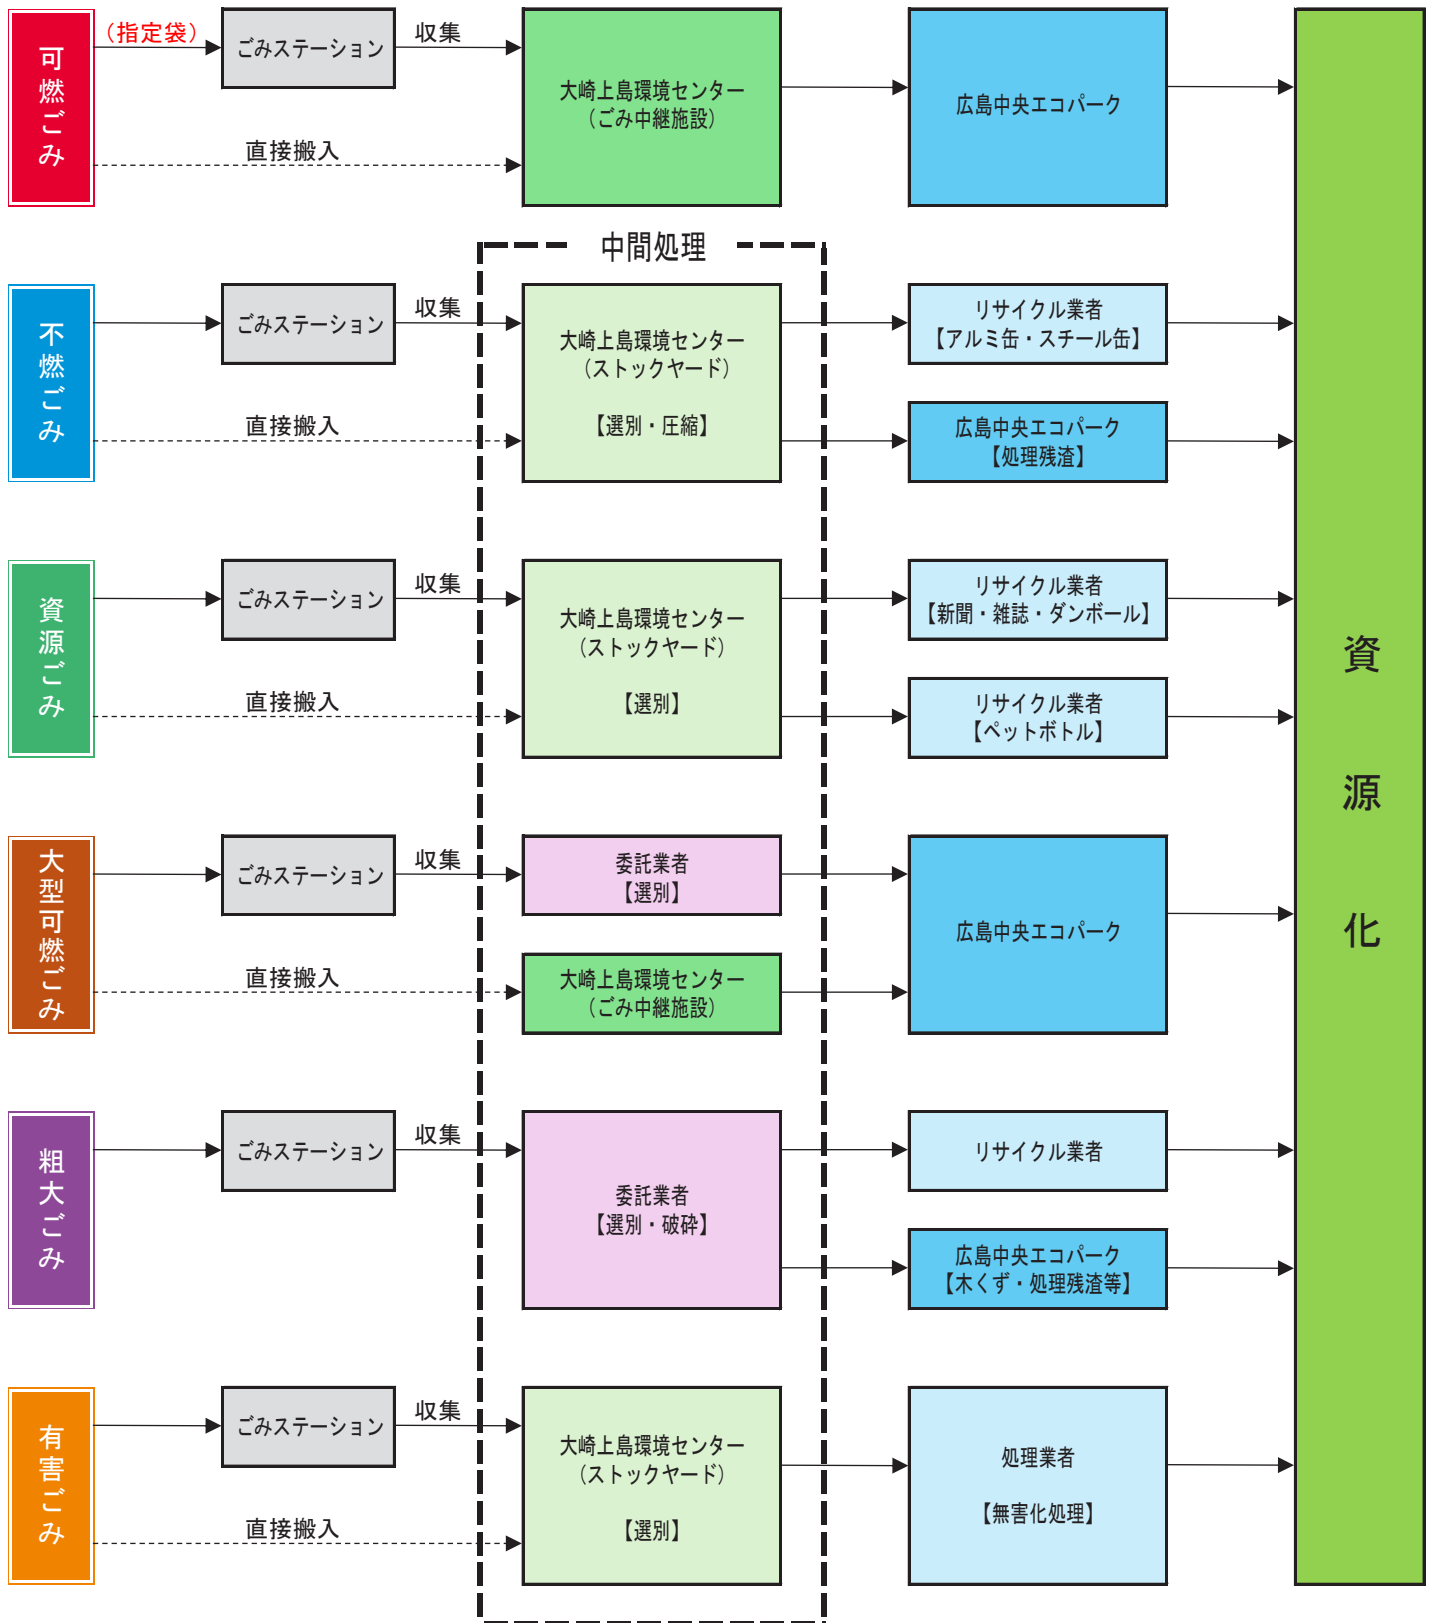 可燃ごみ
（指定袋）
ごみステーション
収集
直接搬入
大崎上島環境センター
（ごみ中継施設）
広島中央エコパーク
中間処理
不燃ごみ
ごみステーション
収集
直接搬入
大崎上島環境センター
（ストックヤード）
【選別・圧縮】
リサイクル業者
【アルミ缶・スチール缶】
広島中央エコパーク
【処理残渣】
資源ごみ
ごみステーション
収集
直接搬入
大崎上島環境センター
（ストックヤード）
【選別】
リサイクル業者
【新聞・雑誌・ダンボール】
リサイクル業者
【ペットボトル】
大型可燃ごみ
ごみステーション
収集
直接搬入
委託業者
【選別】
大崎上島環境センター
（ごみ中継施設）
広島中央エコパーク
粗大ごみ
ごみステーション
収集
委託業者
【選別・破砕】
リサイクル業者
広島中央エコパーク
【木くず・処理残渣等】
有害ごみ
ごみステーション
収集
直接搬入
大崎上島環境センター
（ストックヤード）
【選別】
処理業者
【無害化処理】
資源化